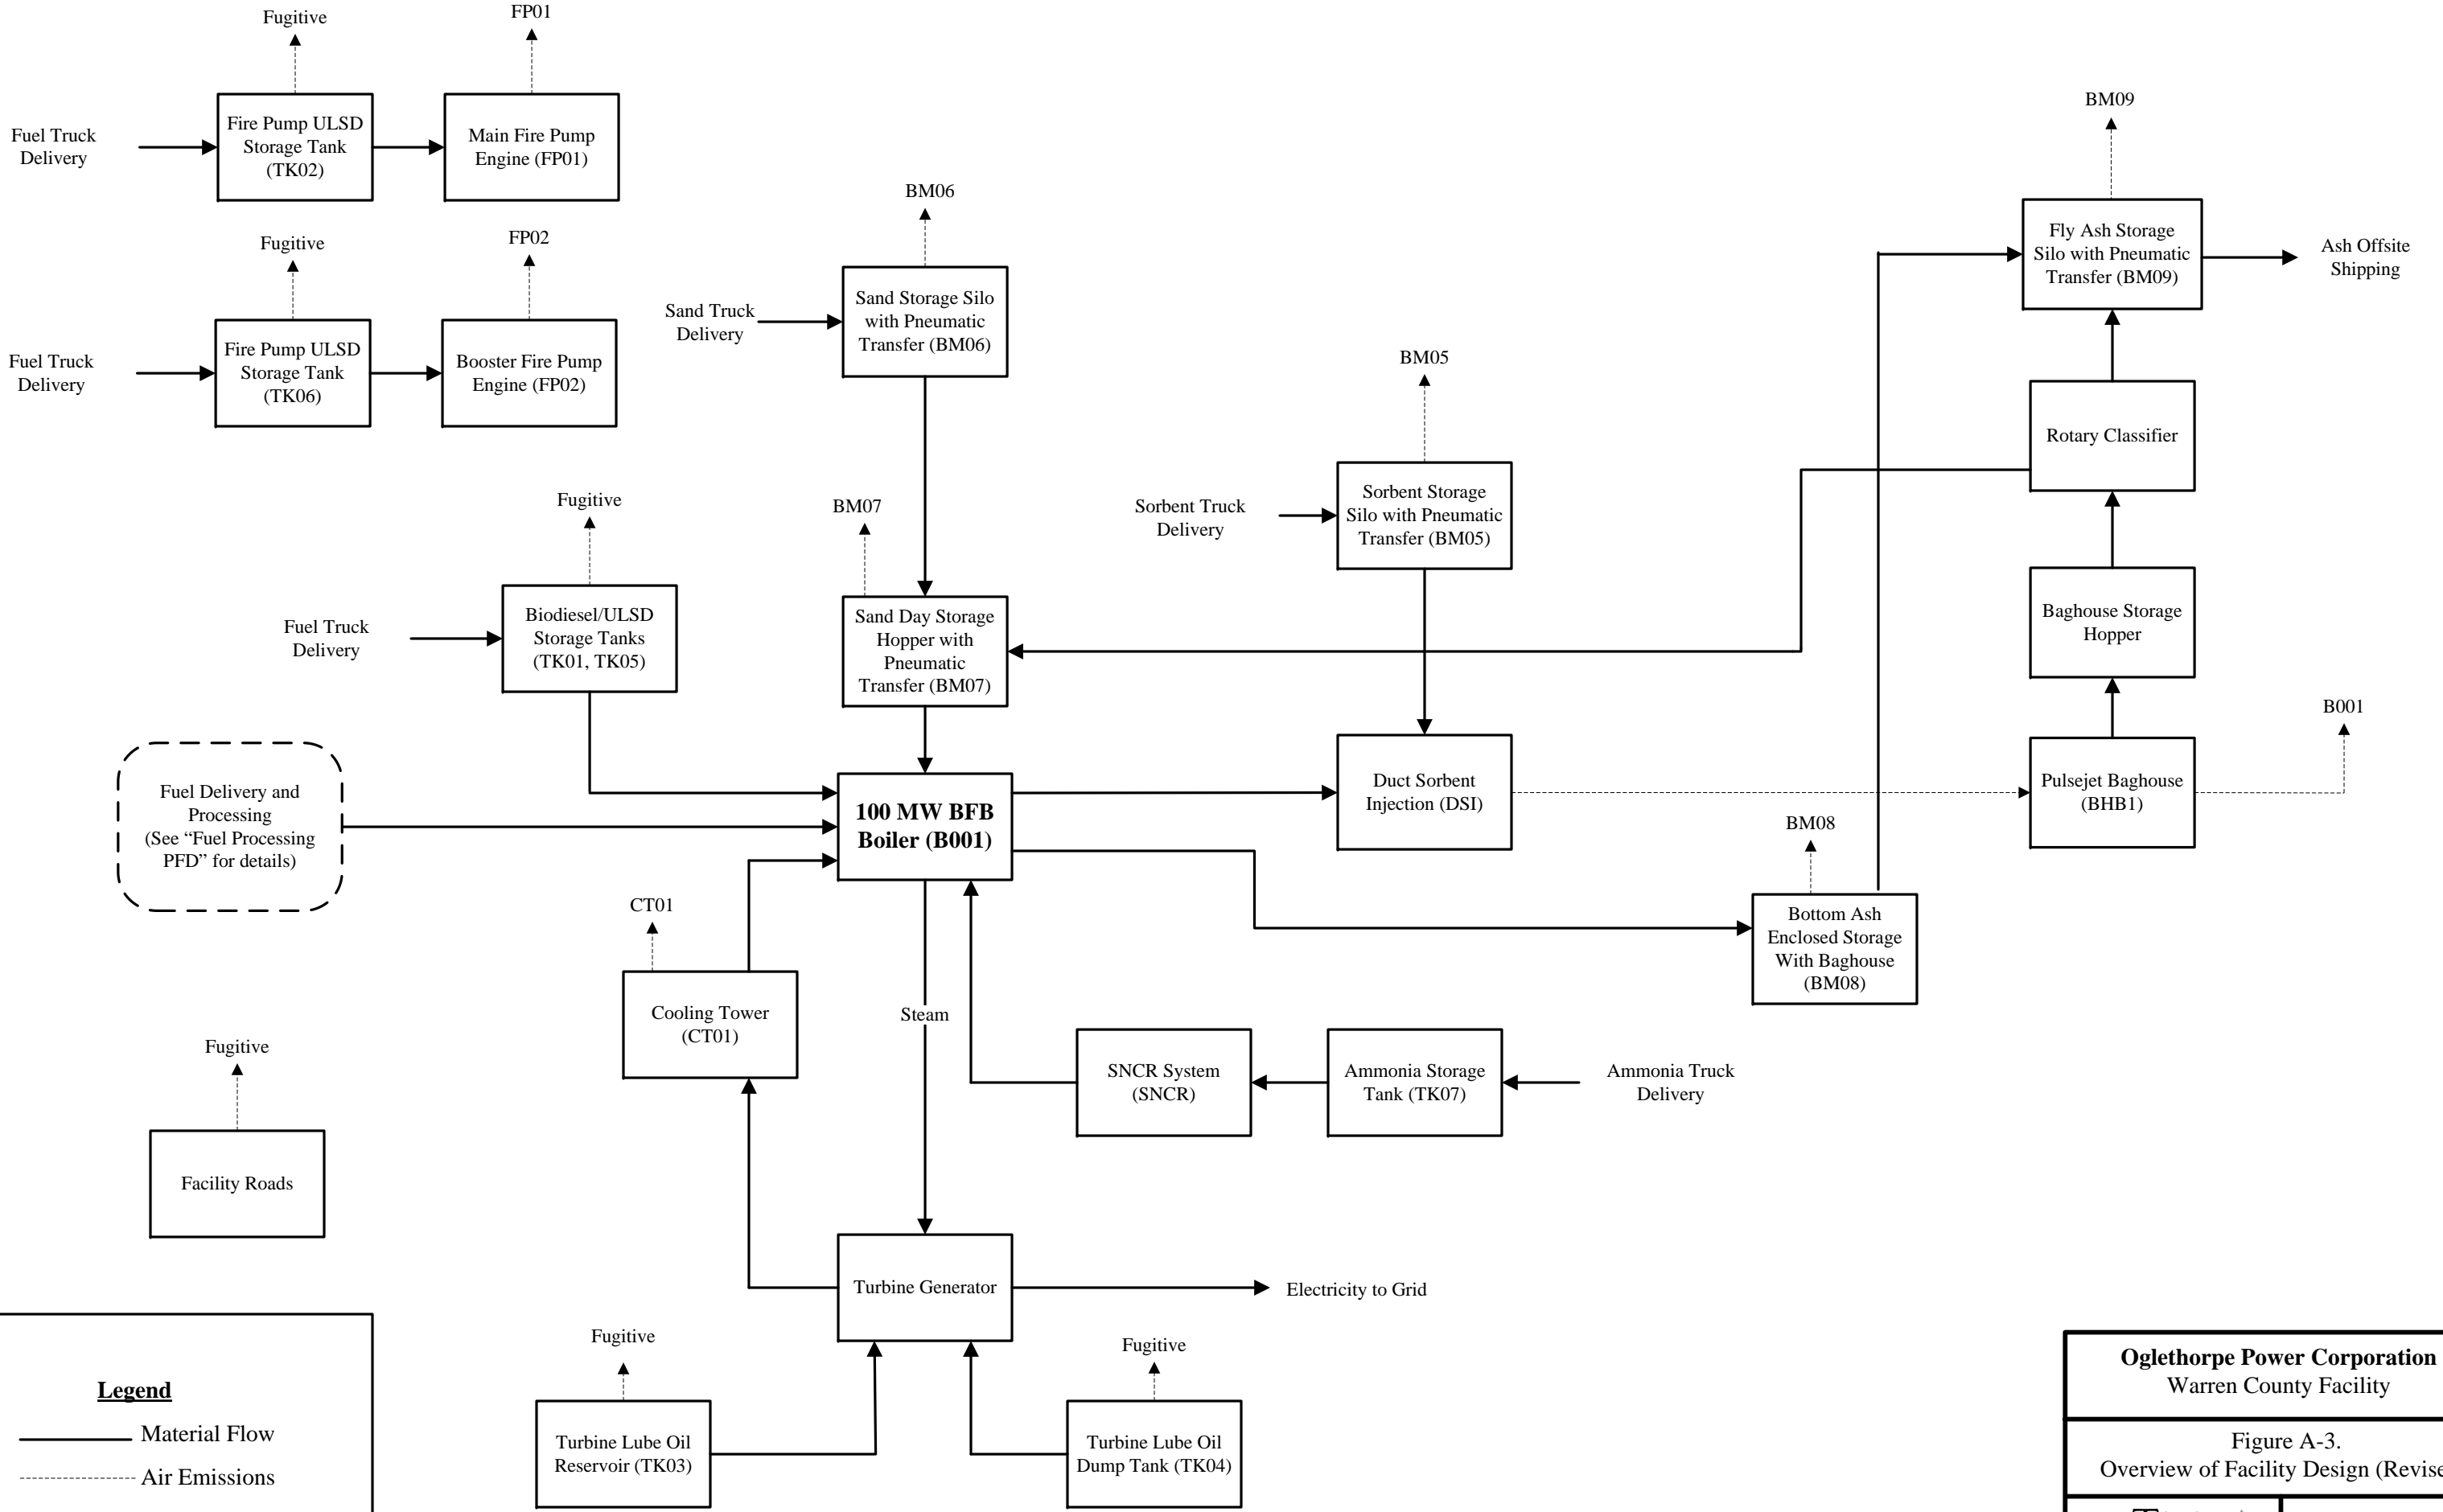 Fugitive
FP01
Fuel Truck
Delivery
Fire Pump ULSD
Storage Tank
(TK02)
Main Fire Pump
Engine (FP01)
BM09
Fly Ash Storage
Silo with Pneumatic
Transfer (BM09)
Ash Offsite
Shipping
BM06
Fugitive
FP02
Fuel Truck
Delivery
Fire Pump ULSD
Storage Tank
(TK06)
Booster Fire Pump
Engine (FP02)
Sand Truck
Delivery
Sand Storage Silo
with Pneumatic
Transfer (BM06)
BM05
Rotary Classifier
Sorbent Truck
Delivery
Sorbent Storage
Silo with Pneumatic
Transfer (BM05)
Fugitive
BM07
Fuel Truck
Delivery
Biodiesel/ULSD
Storage Tanks
(TK01, TK05)
Sand Day Storage
Hopper with
Pneumatic
Transfer (BM07)
Baghouse Storage
Hopper
B001
Fuel Delivery and
Processing
(See “Fuel Processing
PFD” for details)
100 MW BFB
Boiler (B001)
Duct Sorbent
Injection (DSI)
Pulsejet Baghouse
(BHB1)
BM08
Bottom Ash
Enclosed Storage
With Baghouse
(BM08)
CT01
Cooling Tower
(CT01)
Steam
SNCR System
(SNCR)
Ammonia Storage
Tank (TK07)
Ammonia Truck
Delivery
Fugitive
Facility Roads
Turbine Generator
Electricity to Grid
Fugitive
Turbine Lube Oil
Reservoir (TK03)
Fugitive
Turbine Lube Oil
Dump Tank (TK04)
Legend
Material Flow
Air Emissions
Oglethorpe Power Corporation
Warren County Facility
Figure A-3.
Overview of Facility Design (Revise